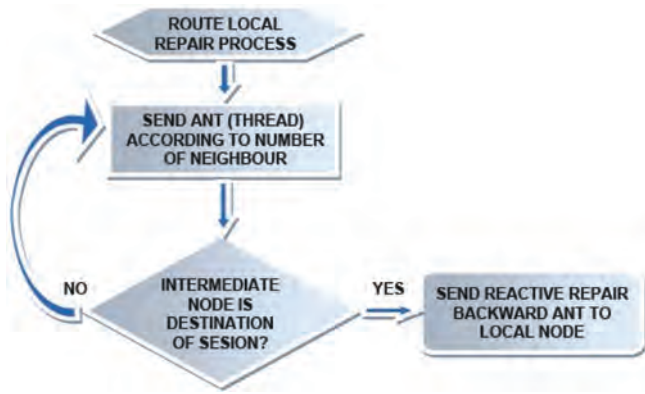 ROUTE LOCAL
REPAIR PROCESS
SEND ANT (THREAD)
ACCORDING TO NUMBER
OF NEIGHBOUR
NO
INTERMEDIATE
NODE IS
DESTINATION
OF SESION?
YES
SEND REACTIVE REPAIR
BACKWARD ANT TO
LOCAL NODE